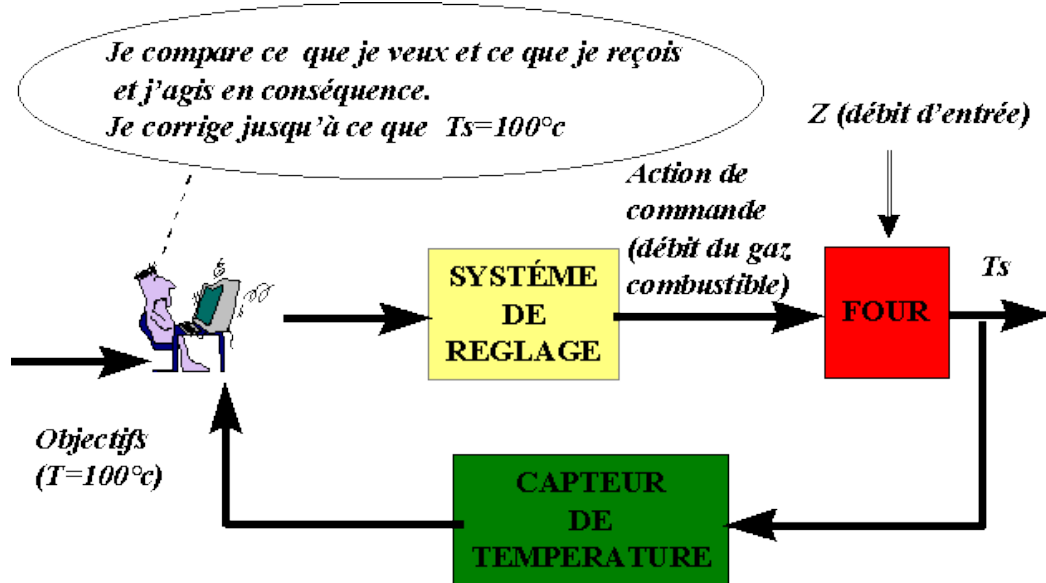 Je compare ce que je veux et ce que je reçois
et j’agis en conséquence.
Je corrige jusqu’à ce que Ts=100°c
Z (débit d’entrée)
Action de
commande
(débit du gaz
combustible)
SYSTÉME
DE
REGLAGE
FOUR
Ts
Objectifs
(T=100°c)
CAPTEUR
DE
TEMPERATURE